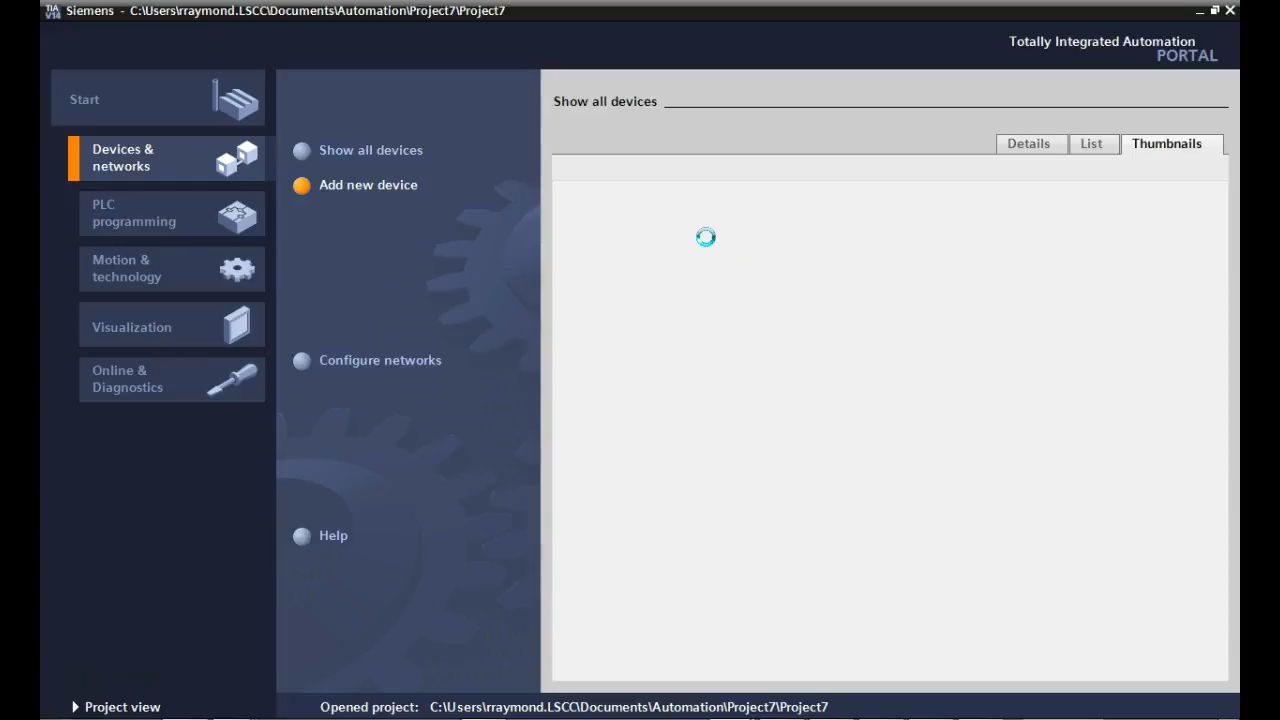 TIA
V14
Siemens - C:\Users\rraymond.LSCC\Documents\Automation\Project7\Project7
Totally Integrated Automation
PORTAL
Start
Devices &
networks
PLC
programming
Motion &
technology
Visualization
Online &
Diagnostics
Show all devices
Add new device
Configure networks
Help
Show all devices
Details
List
Thumbnails
Project view
Opened project: C:\Users\rraymond.LSCC\Documents\Automation\Project7\Project7